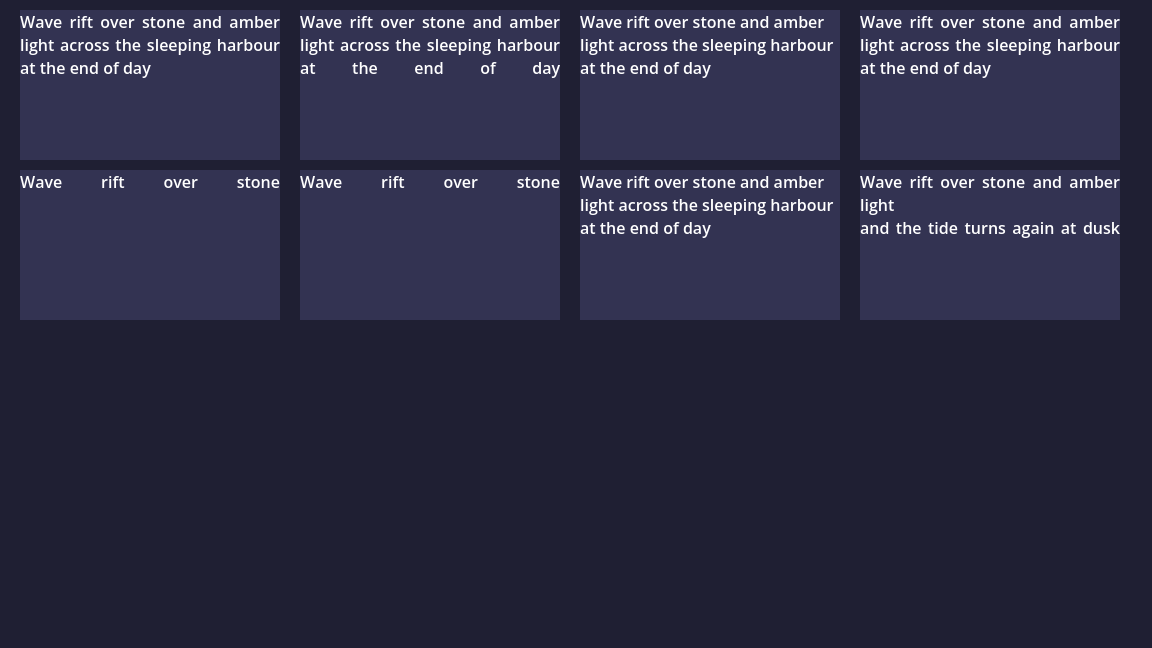 Wave rift over stone and amber
light across the sleeping harbour
at the end of day
Wave rift over stone and amber
light across the sleeping harbour
at the end of day
Wave rift over stone and amber
light across the sleeping harbour
at the end of day
Wave rift over stone and amber
light across the sleeping harbour
at the end of day
Wave rift over stone
Wave rift over stone
Wave rift over stone and amber
light across the sleeping harbour
at the end of day
Wave rift over stone and amber
light
and the tide turns again at dusk